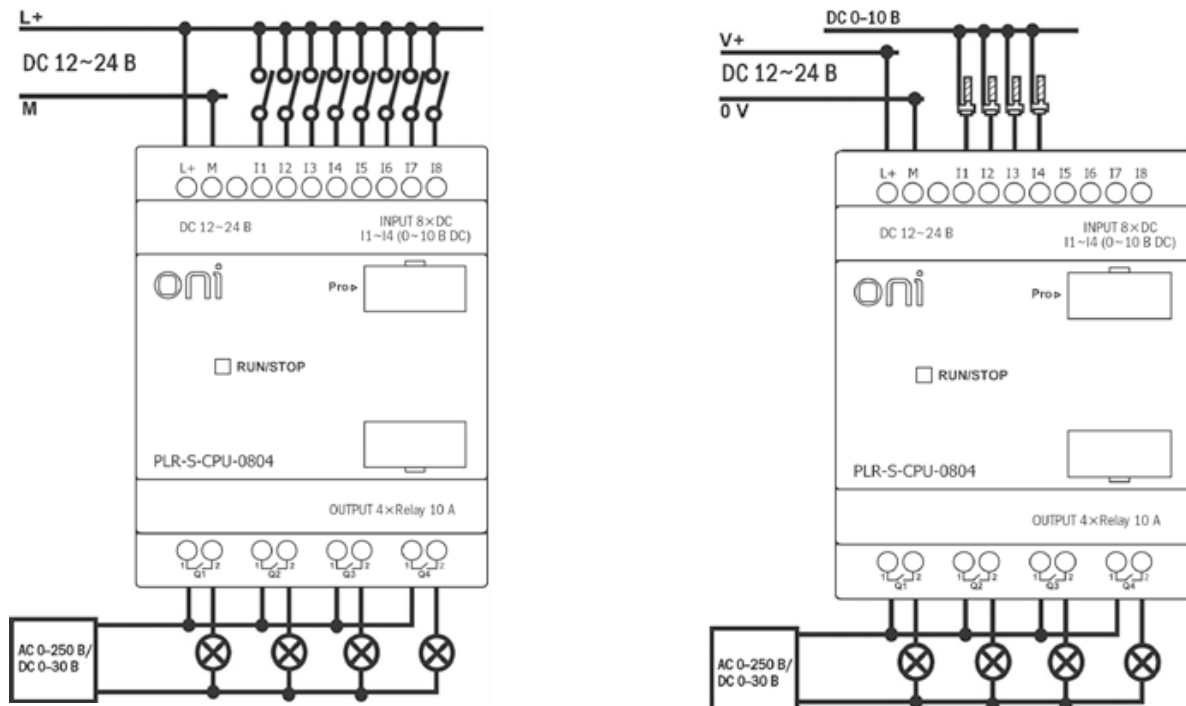 L+
DC 12~24 В
M
L+ M I1 I2 I3 I4 I5 I6 I7 I8
DC 12~24 В
INPUT 8×DC
I1~I4 (0~10 В DC)
oni
Pro▹
RUN/STOP
PLR-S-CPU-0804
OUTPUT 4×Relay 10 A
1 2 1 2 1 2 1 2
Q1 Q2 Q3 Q4
AC 0–250 В/
DC 0–30 В
DC 0–10 В
V+
DC 12~24 В
0 V
L+ M I1 I2 I3 I4 I5 I6 I7 I8
DC 12~24 В
INPUT 8×DC
I1~I4 (0~10 В DC)
oni
Pro▹
RUN/STOP
PLR-S-CPU-0804
OUTPUT 4×Relay 10 A
1 2 1 2 1 2 1 2
Q1 Q2 Q3 Q4
AC 0–250 В/
DC 0–30 В